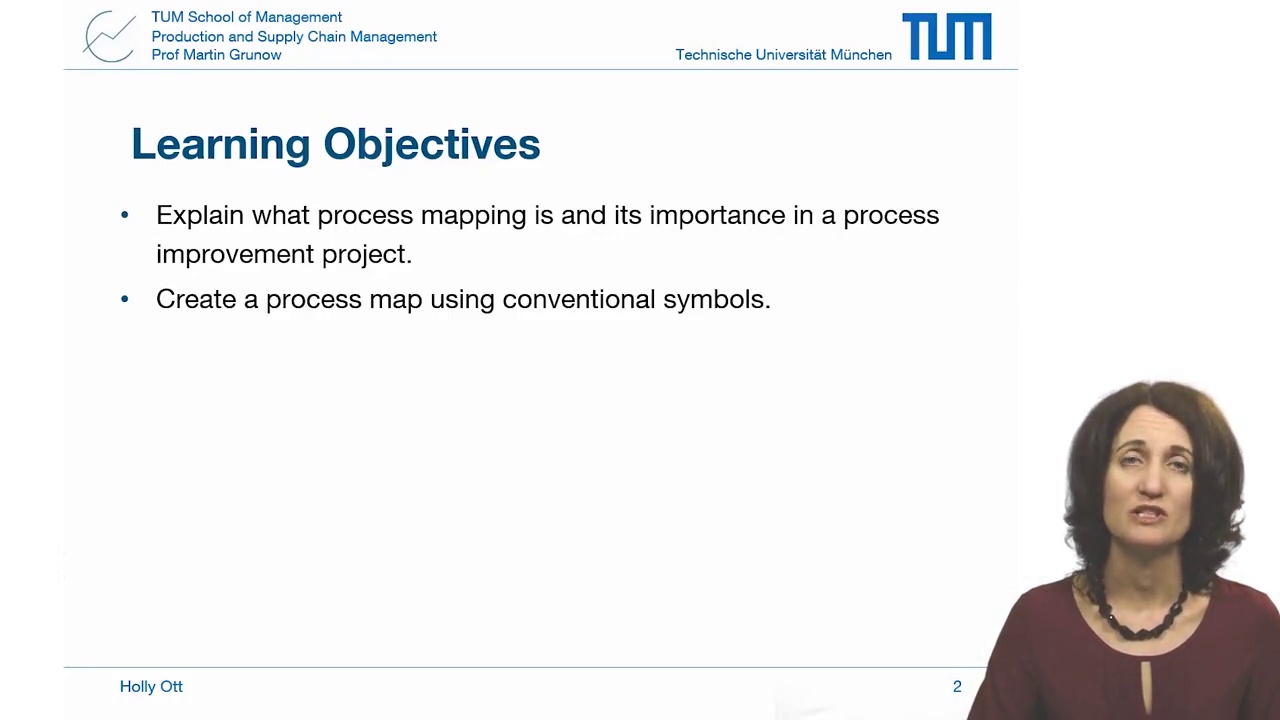 TUM School of Management
Production and Supply Chain Management
Prof Martin Grunow
Technische Universität München
TUM
Learning Objectives
• Explain what process mapping is and its importance in a process
improvement project.
• Create a process map using conventional symbols.
Holly Ott
2